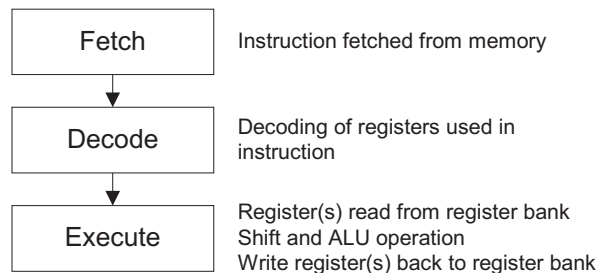 Fetch
Instruction fetched from memory
Decode
Decoding of registers used in
instruction
Execute
Register(s) read from register bank
Shift and ALU operation
Write register(s) back to register bank